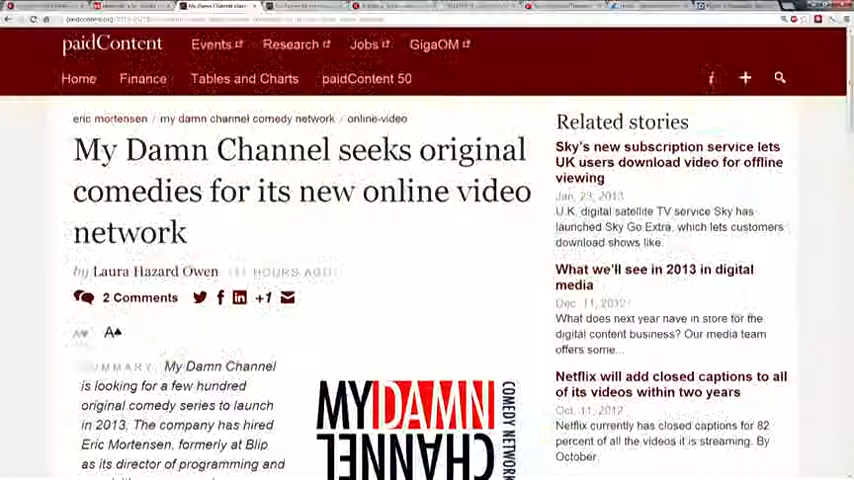 My Damn Channel
paidContent
Events
Research
Jobs
GigaOM
Home
Finance
Tables and Charts
paidContent 50
i
+
eric mortensen / my damn channel comedy network / online-video
My Damn Channel seeks original
comedies for its new online video
network
by Laura Hazard Owen
HOURS AGO
2 Comments
+1
A
SUMMARY: My Damn Channel
is looking for a few hundred
original comedy series to launch
in 2013. The company has hired
Eric Mortensen, formerly at Blip
as its director of programming and
MY DAMN
CHANNEL
COMEDY NETWORK
Related stories
Sky's new subscription service lets
UK users download video for offline
viewing
Jan. 23, 2013
U.K. digital satellite TV service Sky has
launched Sky Go Extra, which lets customers
download shows like.
What we'll see in 2013 in digital
media
Dec. 11, 2012
What does next year have in store for the
digital content business? Our media team
offers some...
Netflix will add closed captions to all
of its videos within two years
Oct. 11, 2012
Netflix currently has closed captions for 82
percent of all the videos it is streaming. By
October